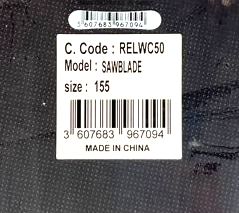 3 607683 967094
C. Code : RELWC50
Model : SAWBLADE
size : 155
3 607683 967094
MADE IN CHINA